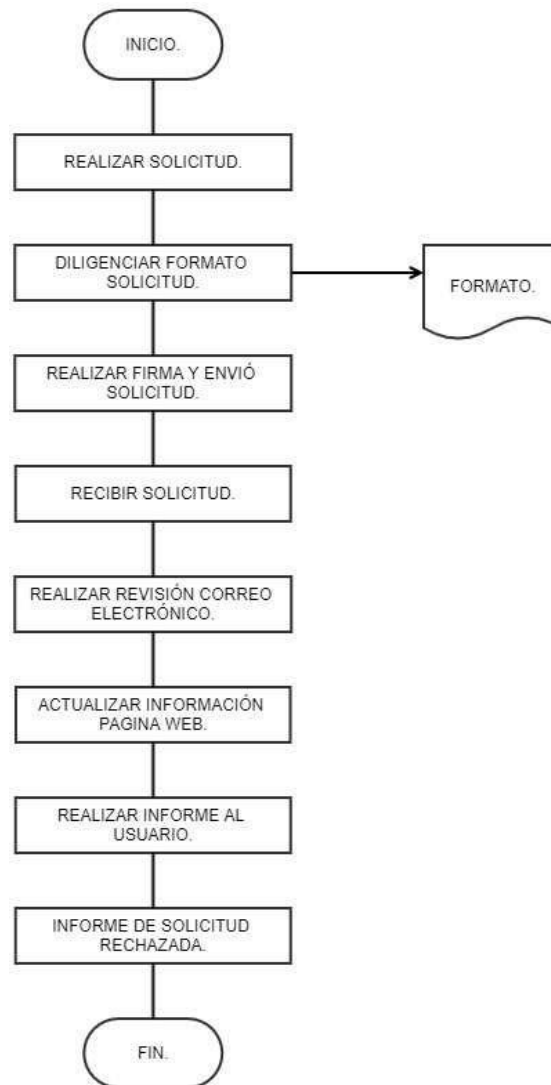 INICIO.
REALIZAR SOLICITUD.
DILIGENCIAR FORMATO
SOLICITUD.
FORMATO.
REALIZAR FIRMA Y ENVIÓ
SOLICITUD.
RECIBIR SOLICITUD.
REALIZAR REVISIÓN CORREO
ELECTRÓNICO.
ACTUALIZAR INFORMACIÓN
PAGINA WEB.
REALIZAR INFORME AL
USUARIO.
INFORME DE SOLICITUD
RECHAZADA.
FIN.